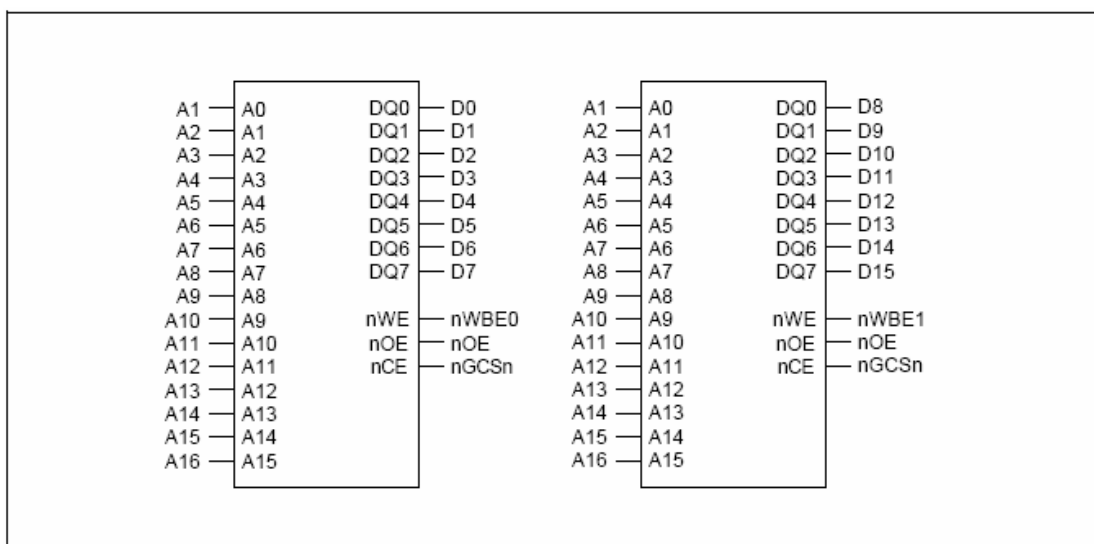 A1 A0 DQ0 D0 A1 A0 DQ0 D8
A2 A1 DQ1 D1 A2 A1 DQ1 D9
A3 A2 DQ2 D2 A3 A2 DQ2 D10
A4 A3 DQ3 D3 A4 A3 DQ3 D11
A5 A4 DQ4 D4 A5 A4 DQ4 D12
A6 A5 DQ5 D5 A6 A5 DQ5 D13
A7 A6 DQ6 D6 A7 A6 DQ6 D14
A8 A7 DQ7 D7 A8 A7 DQ7 D15
A9 A8 A9 A8
A10 A9 nWE nWBE0 A10 A9 nWE nWBE1
A11 A10 nOE nOE A11 A10 nOE nOE
A12 A11 nCE nGCSn A12 A11 nCE nGCSn
A13 A12 A13 A12
A14 A13 A14 A13
A15 A14 A15 A14
A16 A15 A16 A15